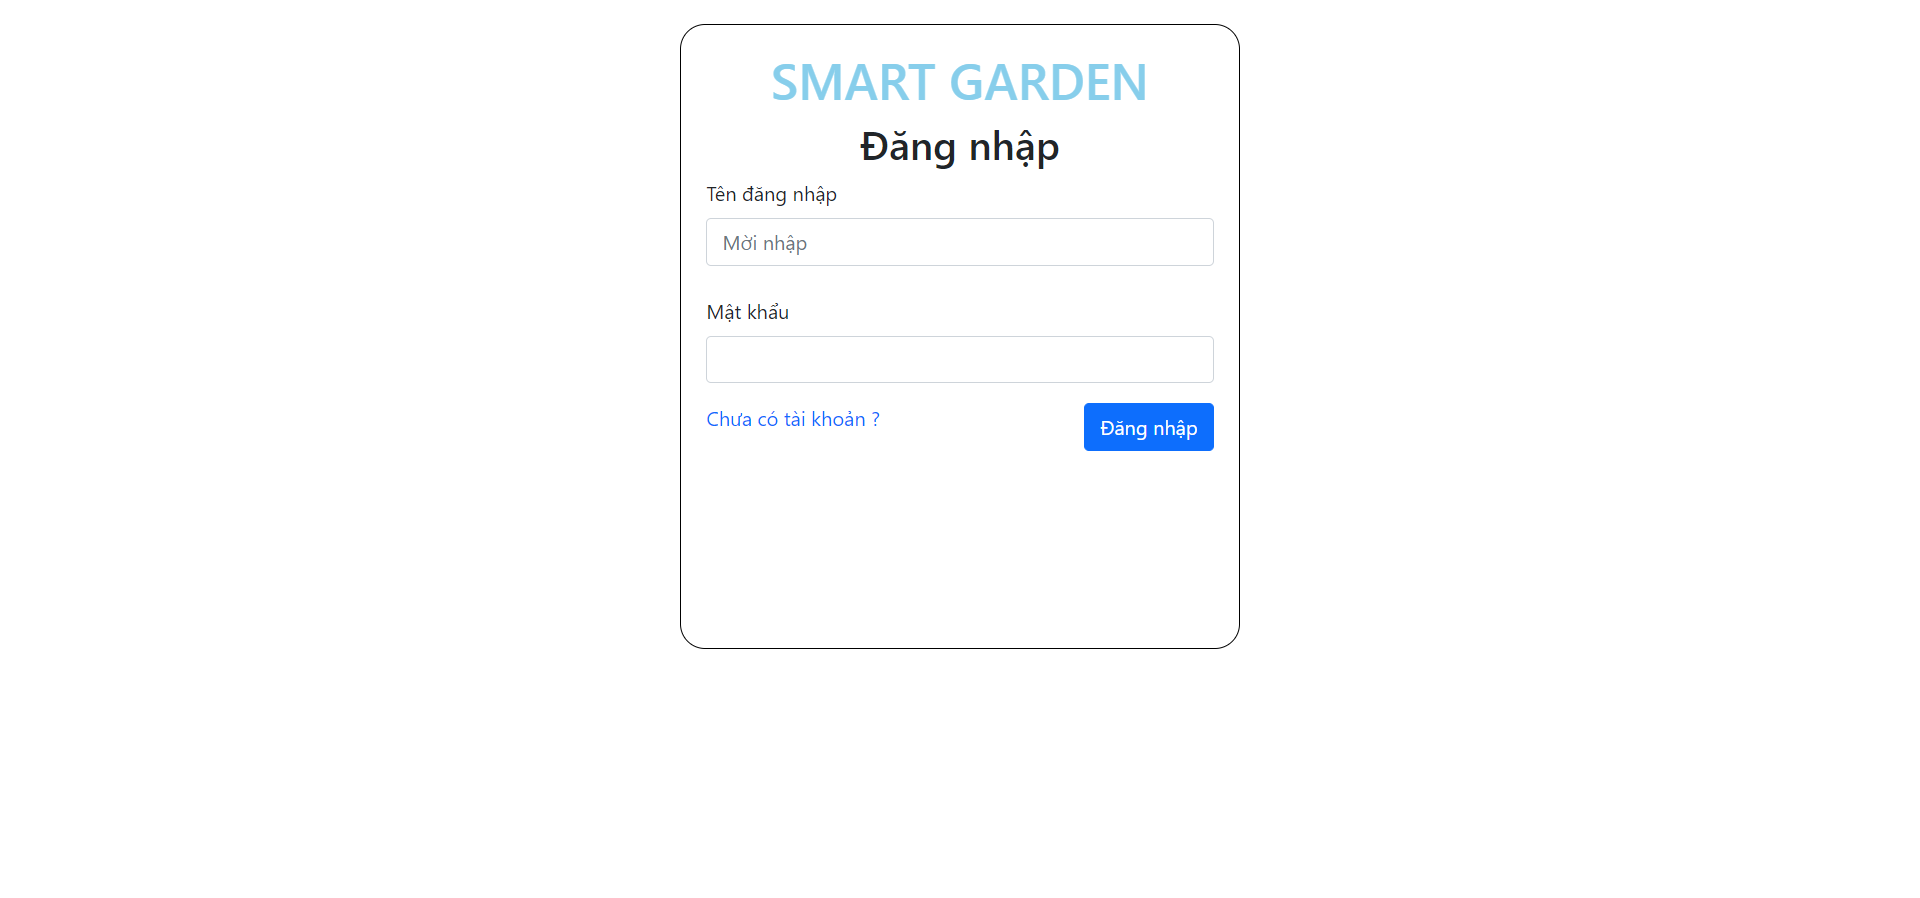 SMART GARDEN
Đăng nhập
Tên đăng nhập
Mời nhập
Mật khẩu
Chưa có tài khoản ?
Đăng nhập